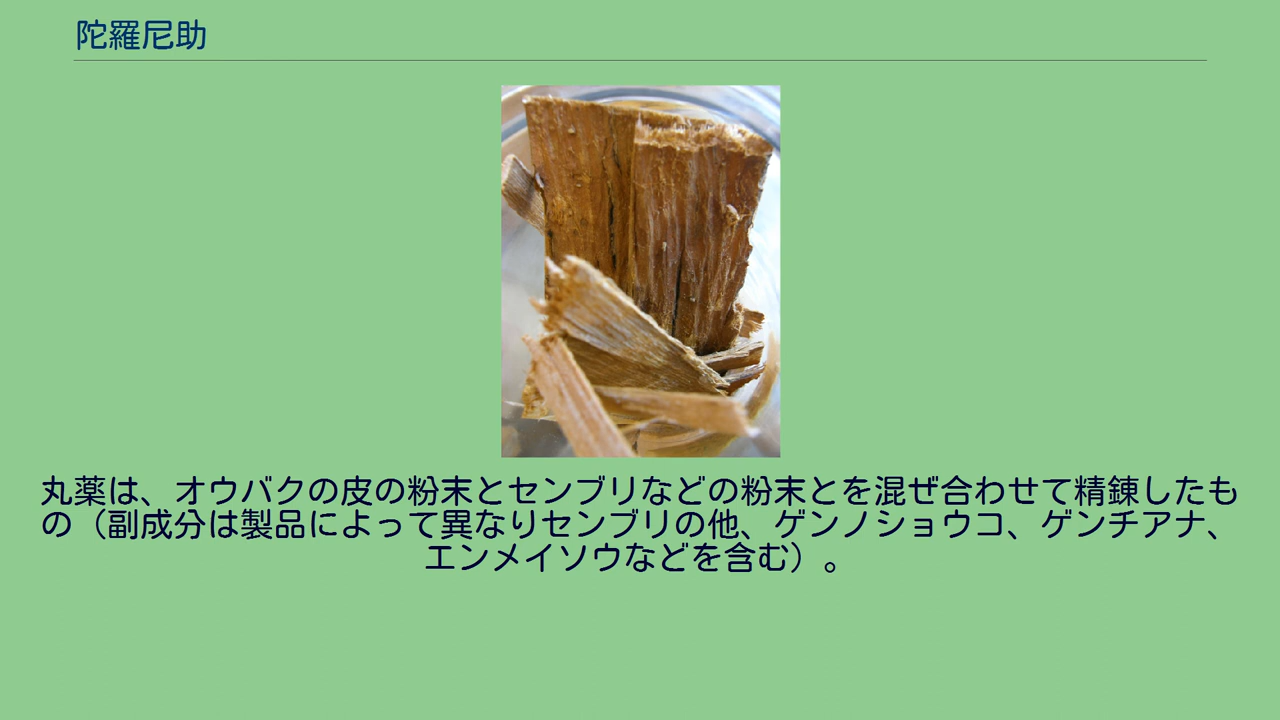 陀羅尼助
丸薬は、オウバクの皮の粉末とセンブリなどの粉末とを混ぜ合わせて精錬したも
の（副成分は製品によって異なりセンブリの他、ゲンノショウコ、ゲンチアナ、
エンメイソウなどを含む）。